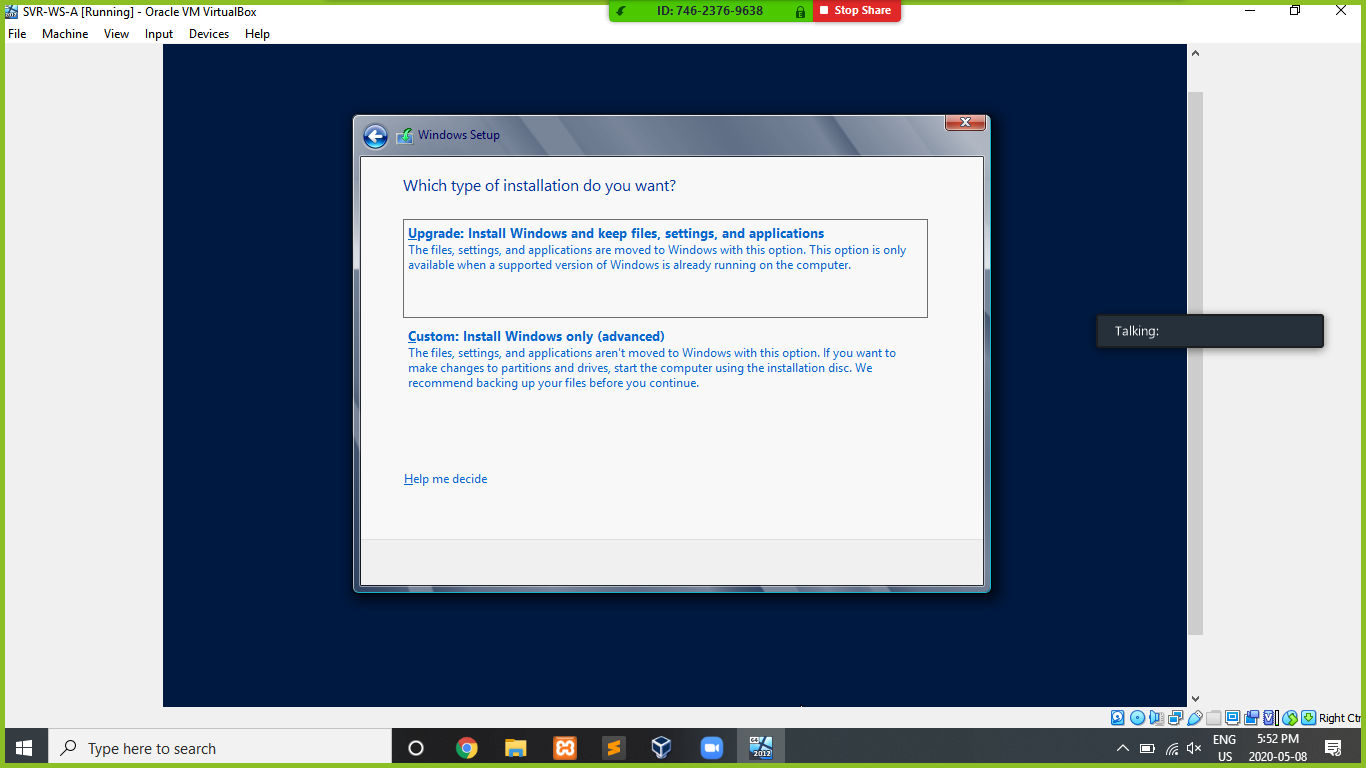 SVR-WS-A [Running] - Oracle VM VirtualBox
ID: 746-2376-9638
Stop Share
File Machine View Input Devices Help
Windows Setup
Which type of installation do you want?
Upgrade: Install Windows and keep files, settings, and applications
The files, settings, and applications are moved to Windows with this option. This option is only
available when a supported version of Windows is already running on the computer.
Custom: Install Windows only (advanced)
The files, settings, and applications aren't moved to Windows with this option. If you want to
make changes to partitions and drives, start the computer using the installation disc. We
recommend backing up your files before you continue.
Help me decide
Talking:
Right Ctr
Type here to search
64
2012
ENG
US
5:52 PM
2020-05-08